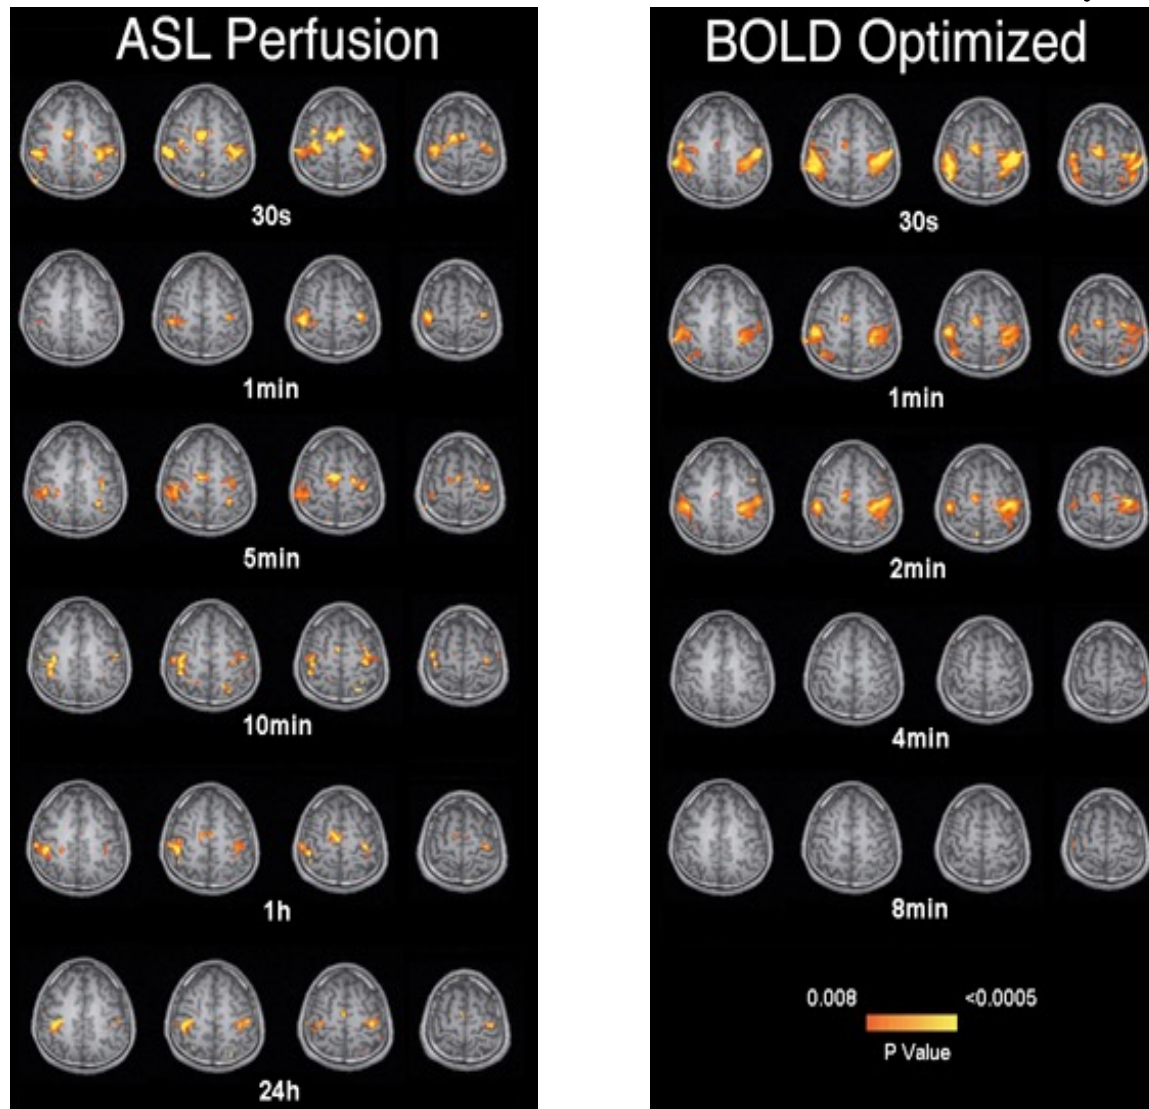 ASL Perfusion
30s
1min
5min
10min
1h
24h
BOLD Optimized
30s
1min
2min
4min
8min
0.008 <0.0005
P Value